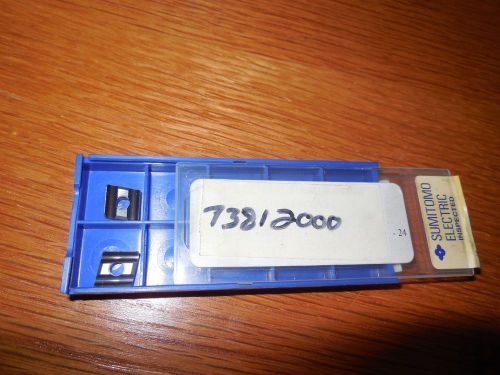 73812000
- 24
SUMITOMO
ELECTRIC
INSPECTED